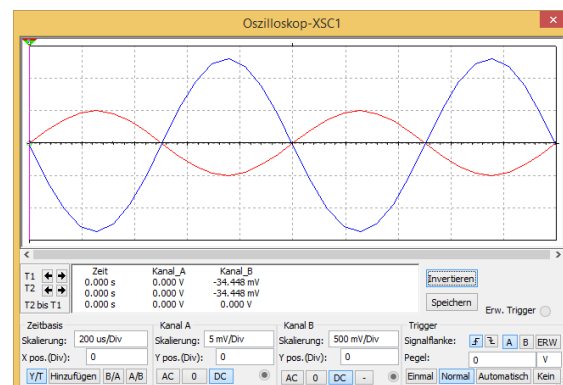 Oszilloskop-XSC1
T1
T2
T2 bis T1
Zeit Kanal_A Kanal_B
0.000 s 0.000 V -34.448 mV
0.000 s 0.000 V -34.448 mV
0.000 s 0.000 V 0.000 V
Invertieren
Speichern
Erw. Trigger
Zeitbasis
Skalierung: 200 us/Div
X pos.(Div): 0
Y/T Hinzufügen B/A A/B
Kanal A
Skalierung: 5 mV/Div
Y pos.(Div): 0
AC 0 DC
Kanal B
Skalierung: 500 mV/Div
Y pos.(Div): 0
AC 0 DC -
Trigger
Signalflanke: A B ERW
Pegel: 0 V
Einmal Normal Automatisch Kein